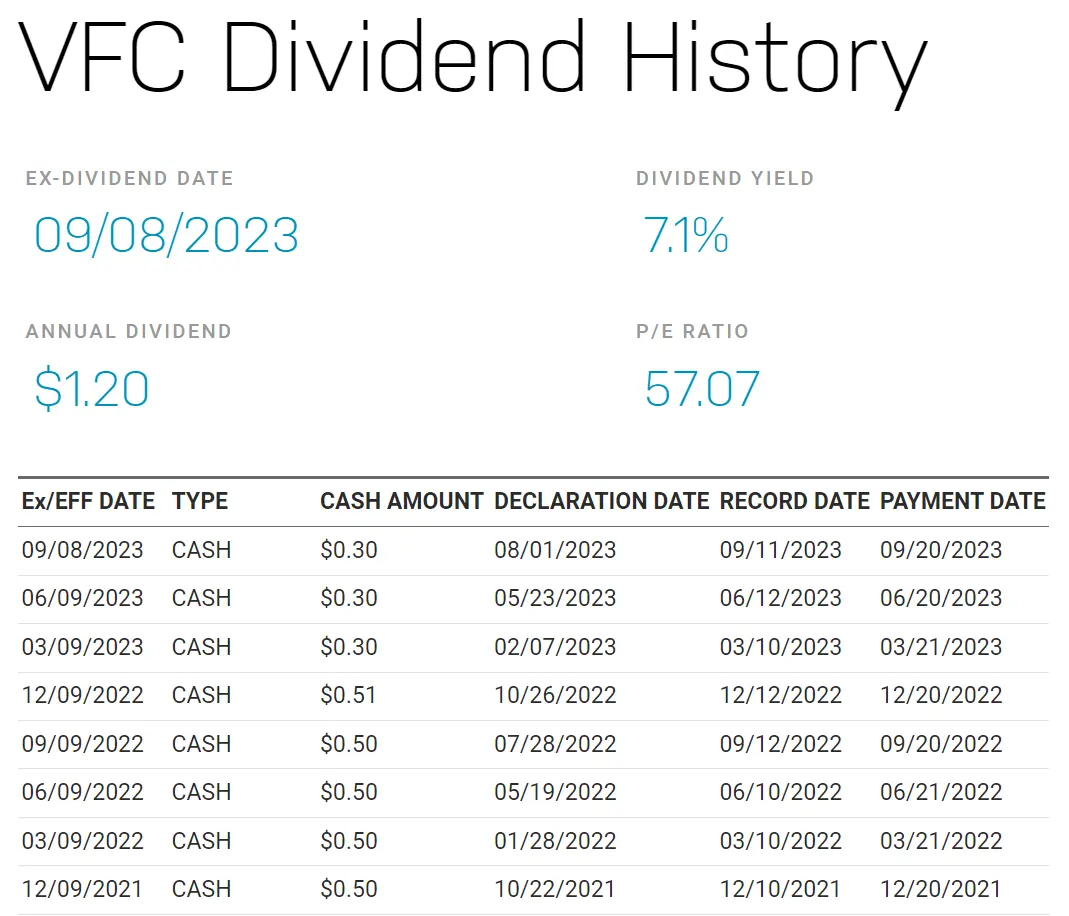 VFC Dividend History
EX-DIVIDEND DATE DIVIDEND YIELD
09/08/2023 7.1%
ANNUAL DIVIDEND P/E RATIO
$1.20 57.07
Ex/EFF DATE TYPE CASH AMOUNT DECLARATION DATE RECORD DATE PAYMENT DATE
09/08/2023 CASH $0.30 08/01/2023 09/11/2023 09/20/2023
06/09/2023 CASH $0.30 05/23/2023 06/12/2023 06/20/2023
03/09/2023 CASH $0.30 02/07/2023 03/10/2023 03/21/2023
12/09/2022 CASH $0.51 10/26/2022 12/12/2022 12/20/2022
09/09/2022 CASH $0.50 07/28/2022 09/12/2022 09/20/2022
06/09/2022 CASH $0.50 05/19/2022 06/10/2022 06/21/2022
03/09/2022 CASH $0.50 01/28/2022 03/10/2022 03/21/2022
12/09/2021 CASH $0.50 10/22/2021 12/10/2021 12/20/2021